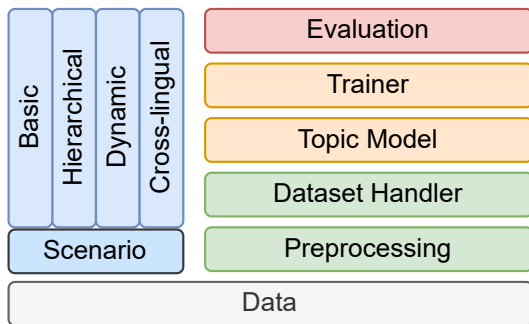 Basic
Hierarchical
Dynamic
Cross-lingual
Scenario
Evaluation
Trainer
Topic Model
Dataset Handler
Preprocessing
Data